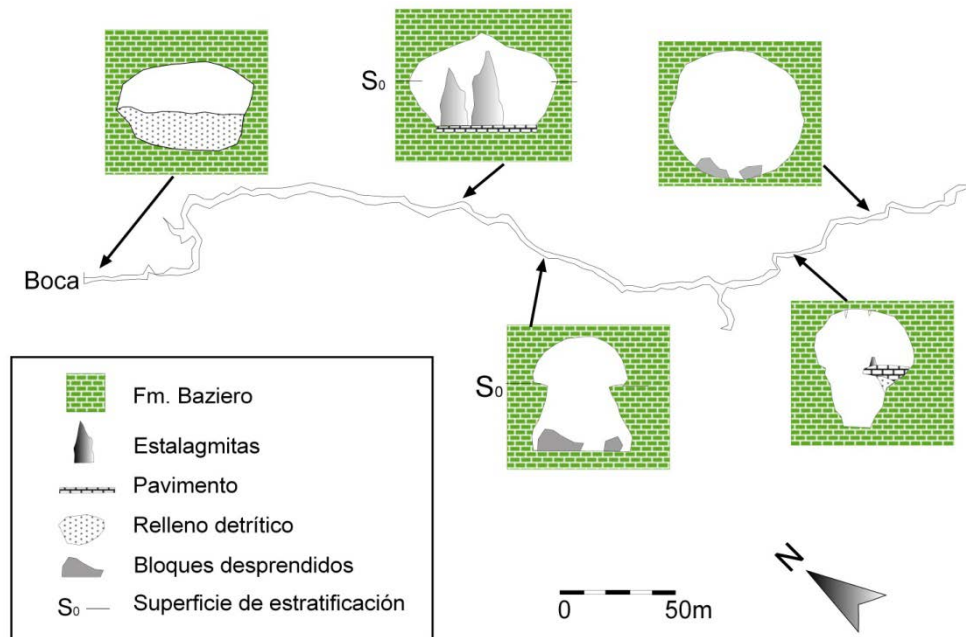 S₀
Boca
S₀
Fm. Baziero
Estalagmitas
Pavimento
Relleno detrítico
Bloques desprendidos
S₀ Superficie de estratificación
0 50m
N